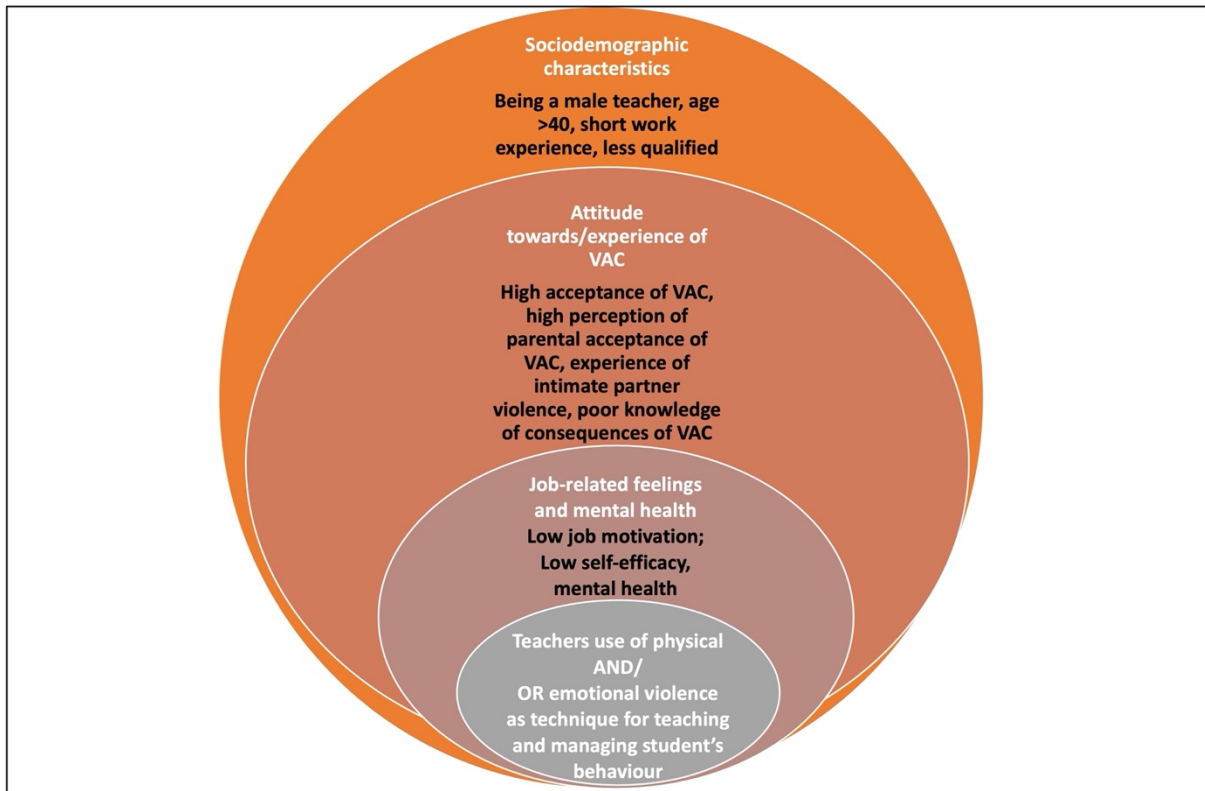 Sociodemographic
characteristics
Being a male teacher, age
>40, short work
experience, less qualified
Attitude
towards/experience of
VAC
High acceptance of VAC,
high perception of
parental acceptance of
VAC, experience of
intimate partner
violence, poor knowledge
of consequences of VAC
Job-related feelings
and mental health
Low job motivation;
Low self-efficacy,
mental health
Teachers use of physical
AND/
OR emotional violence
as technique for teaching
and managing student’s
behaviour